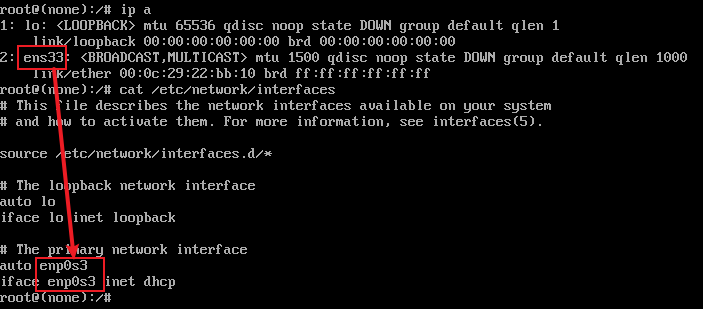 root@(none):/# ip a
1: lo: <LOOPBACK> mtu 65536 qdisc noop state DOWN group default qlen 1
    link/loopback 00:00:00:00:00:00 brd 00:00:00:00:00:00
2: ens33: <BROADCAST,MULTICAST> mtu 1500 qdisc noop state DOWN group default qlen 1000
    link/ether 00:0c:29:22:bb:10 brd ff:ff:ff:ff:ff:ff
root@(none):/# cat /etc/network/interfaces
# This file describes the network interfaces available on your system
# and how to activate them. For more information, see interfaces(5).

source /etc/network/interfaces.d/*

# The loopback network interface
auto lo
iface lo inet loopback

# The primary network interface
auto enp0s3
iface enp0s3 inet dhcp
root@(none):/#